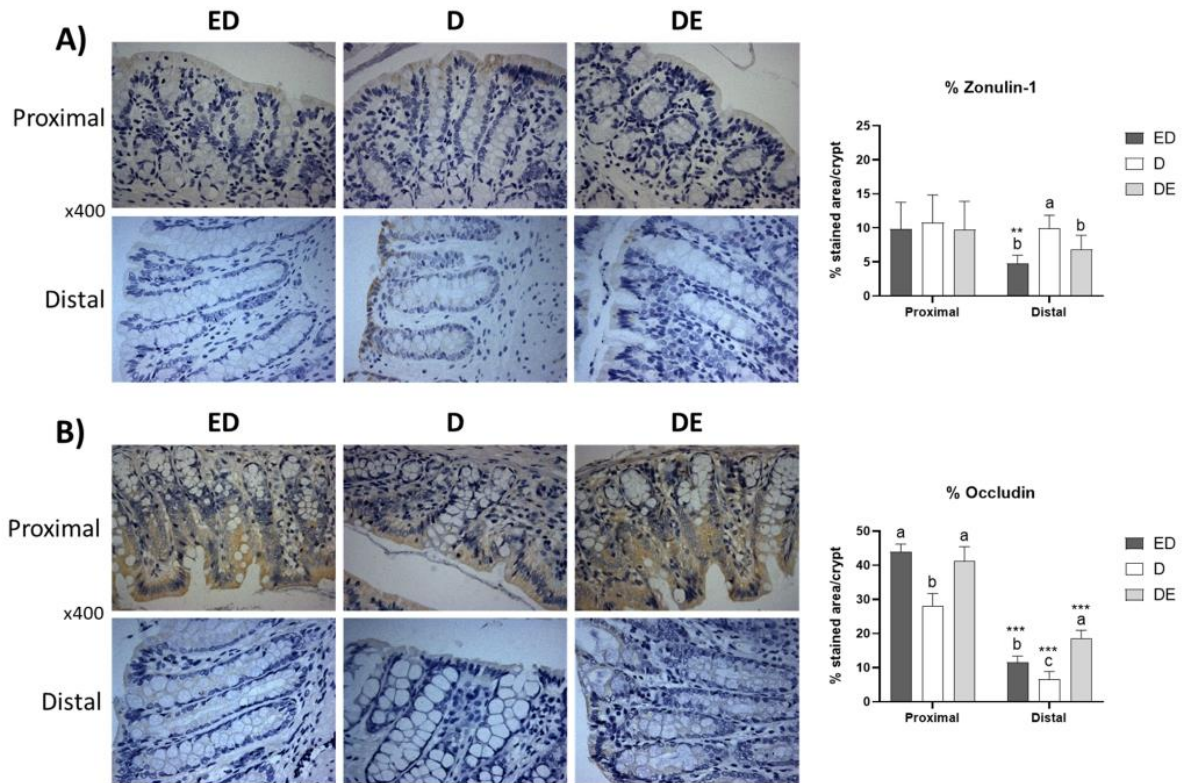 ED D DE
A)
Proximal
x400
Distal
% Zonulin-1
% stained area/crypt
25
20
15
10
5
0
** b
a
b
Proximal Distal
ED
D
DE
ED D DE
B)
Proximal
x400
Distal
% Occludin
% stained area/crypt
50
40
30
20
10
0
a
b
a
*** b
*** c
*** a
Proximal Distal
ED
D
DE